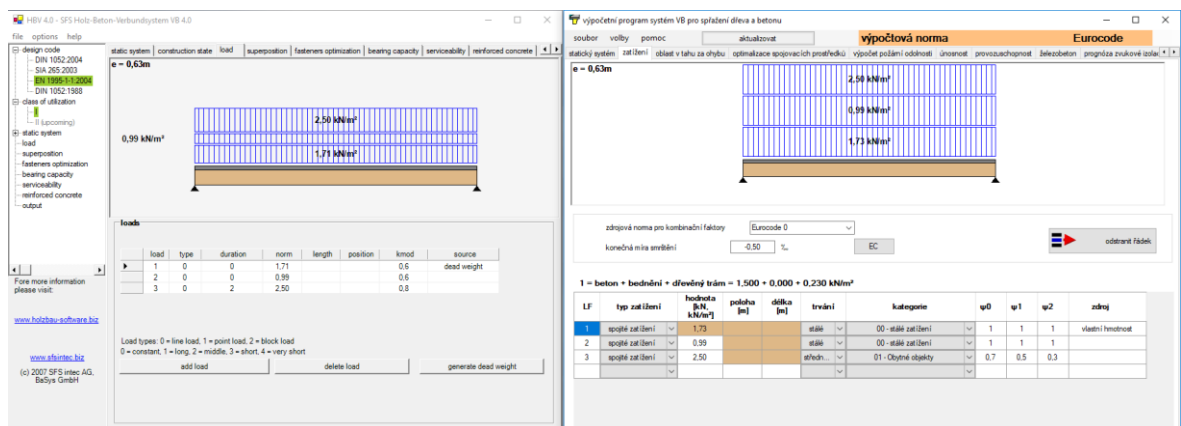 HBV 4.0 - SFS Holz-Beton-Verbundsystem VB 4.0
file options help
design code
DIN 1052:2004
SIA 265:2003
EN 1995-1-1:2004
DIN 1052:1988
class of utilization
I
II (upcoming)
static system
load
superposition
fasteners optimization
bearing capacity
serviceability
reinforced concrete
output
Fore more information
please visit:
www.holzbau-software.biz
www.sfsintec.biz
(c) 2007 SFS intec AG,
BaSys GmbH
static system construction state load superposition fasteners optimization bearing capacity serviceability reinforced concrete
e = 0,63m
2,50 kN/m²
0,99 kN/m²
1,71 kN/m²
loads
load type duration norm length position kmod source
1 0 0 1,71 0,6 dead weight
2 0 0 0,99 0,6
3 0 2 2,50 0,8
Load types: 0 = line load, 1 = point load, 2 = block load
0 = constant, 1 = long, 2 = middle, 3 = short, 4 = very short
add load delete load generate dead weight
výpočetní program systém VB pro spřažení dřeva a betonu
soubor volby pomoc aktualizovat výpočtová norma Eurocode
statický systém zatížení oblast v tahu za ohybu optimalizace spojovacích prostředků výpočet požární odolnosti únosnost provozuschopnost železobeton prognóza zvukové izolac
e = 0,63m
2,50 kN/m²
0,99 kN/m²
1,73 kN/m²
zdrojová norma pro kombinační faktory Eurocode 0
konečná míra smrštění -0,50 ‰ EC
odstranit řádek
1 = beton + bednění + dřevěný trám = 1,500 + 0,000 + 0,230 kN/m²
LF typ zatížení hodnota [kN, kN/m²] poloha [m] délka [m] trvání kategorie ψ0 ψ1 ψ2 zdroj
1 spojité zatížení 1,73 stálé 00 - stálé zatížení 1 1 1 vlastní hmotnost
2 spojité zatížení 0,99 stálé 00 - stálé zatížení 1 1 1
3 spojité zatížení 2,50 středn... 01 - Obytné objekty 0,7 0,5 0,3